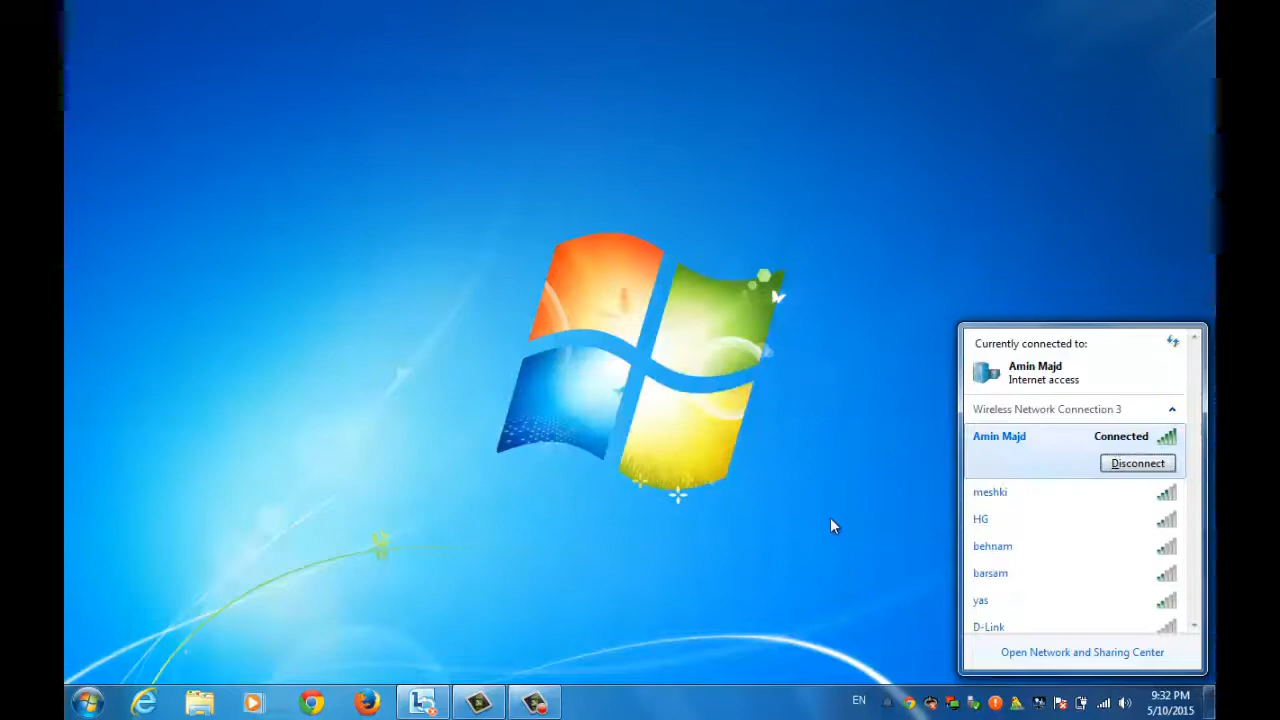 Currently connected to:
Amin Majd
Internet access
Wireless Network Connection 3
Amin Majd Connected
Disconnect
meshki
HG
behnam
barsam
yas
D-Link
Open Network and Sharing Center
EN
9:32 PM
5/10/2015